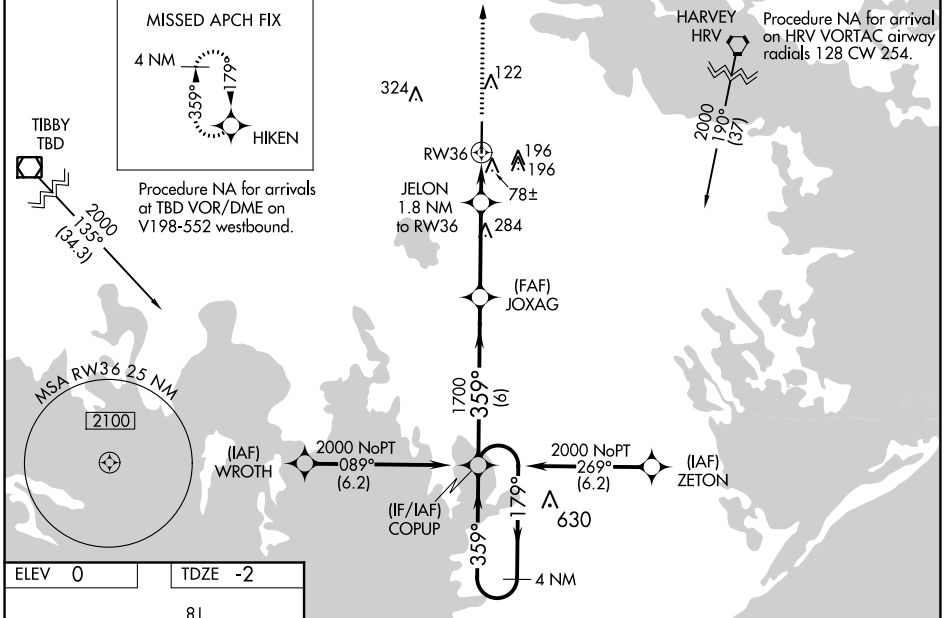 MISSED APCH FIX
4 NM
359°
179°
HIKEN
TIBBY
TBD
2000
135°
(34.3)
Procedure NA for arrivals
at TBD VOR/DME on
V198-552 westbound.
324
122
RW36
196
196
78±
JELON
1.8 NM
to RW36
284
(FAF)
JOXAG
HARVEY
HRV
Procedure NA for arrival
on HRV VORTAC airway
radials 128 CW 254.
2000
190°
(37)
MSA RW36 25 NM
2100
1700
359°
(6)
(IAF)
WROTH
2000 NoPT
089°
(6.2)
(IF/IAF)
COPUP
2000 NoPT
269°
(6.2)
(IAF)
ZETON
359°
179°
630
4 NM
ELEV 0
TDZE -2